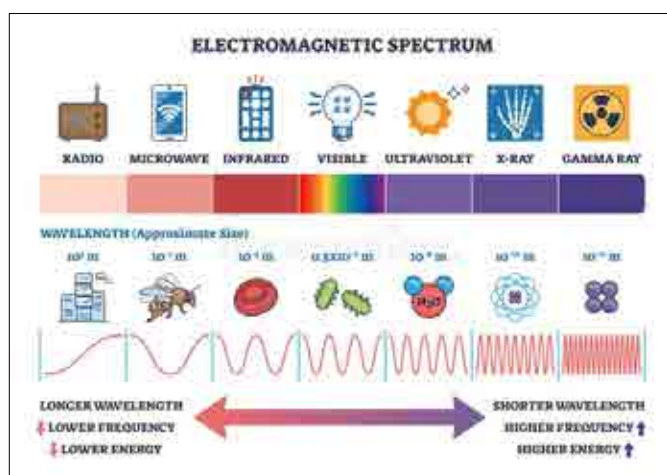 ELECTROMAGNETIC SPECTRUM
RADIO MICROWAVE INFRARED VISIBLE ULTRAVIOLET X-RAY GAMMA RAY
WAVELENGTH (Approximate Size)
m m m m m m m
H₂O
LONGER WAVELENGTH
LOWER FREQUENCY
LOWER ENERGY
SHORTER WAVELENGTH
HIGHER FREQUENCY
HIGHER ENERGY